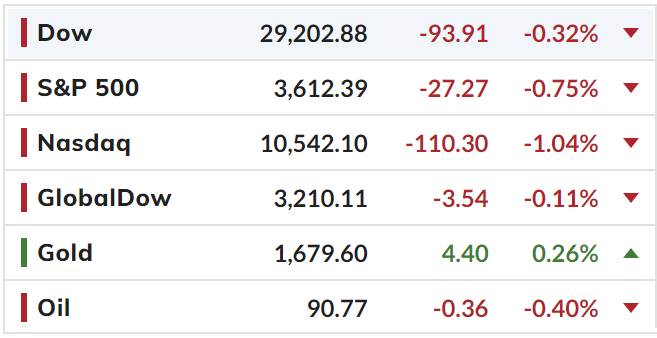 Dow 29,202.88 -93.91 -0.32%
S&P 500 3,612.39 -27.27 -0.75%
Nasdaq 10,542.10 -110.30 -1.04%
GlobalDow 3,210.11 -3.54 -0.11%
Gold 1,679.60 4.40 0.26%
Oil 90.77 -0.36 -0.40%